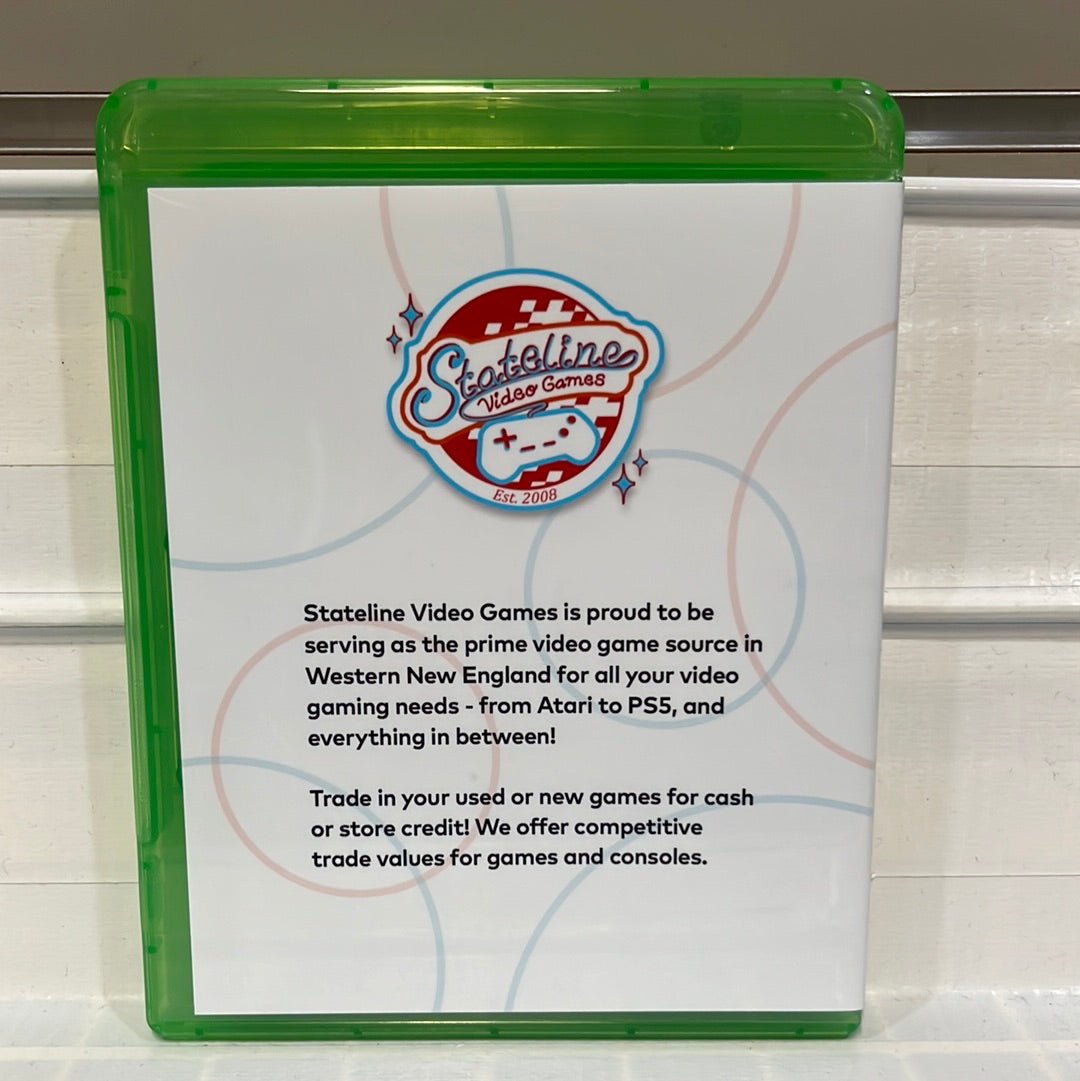 Stateline
Video Games
Est. 2008
Stateline Video Games is proud to be
serving as the prime video game source in
Western New England for all your video
gaming needs - from Atari to PS5, and
everything in between!
Trade in your used or new games for cash
or store credit! We offer competitive
trade values for games and consoles.